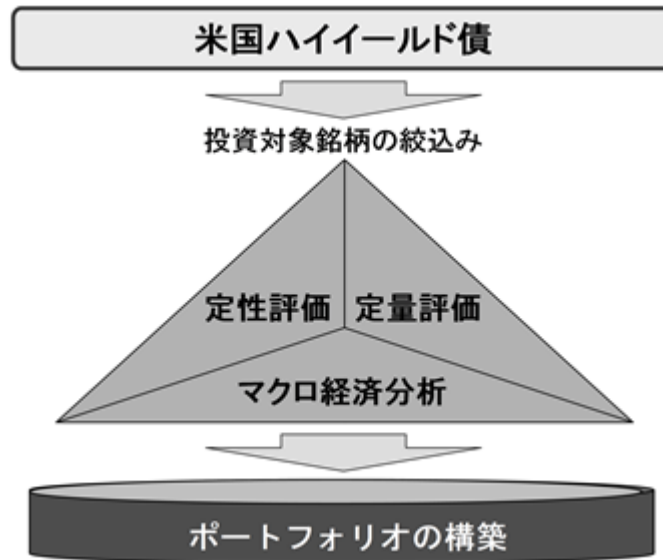 米国ハイイールド債
投資対象銘柄の絞込み
定性評価
定量評価
マクロ経済分析
ポートフォリオの構築